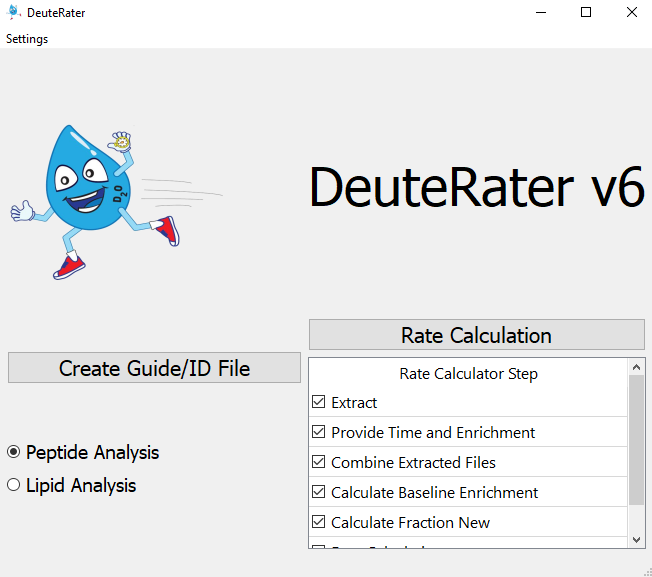 DeuteRater
Settings
D2O
DeuteRater v6
Create Guide/ID File
Peptide Analysis
Lipid Analysis
Rate Calculation
Rate Calculator Step
Extract
Provide Time and Enrichment
Combine Extracted Files
Calculate Baseline Enrichment
Calculate Fraction New